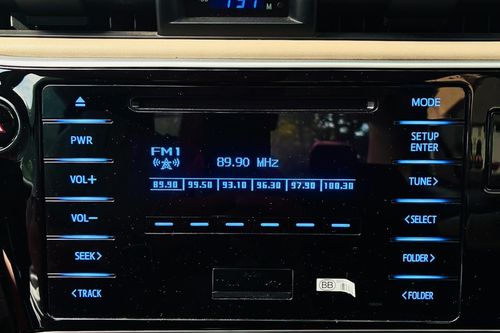 MODE
PWR
SETUP
ENTER
FM1
89.90 MHz
VOL+
TUNE>
89.90 99.50 93.10 96.30 97.90 100.30
VOL−
<SELECT
SEEK>
FOLDER>
BB
<TRACK
<FOLDER